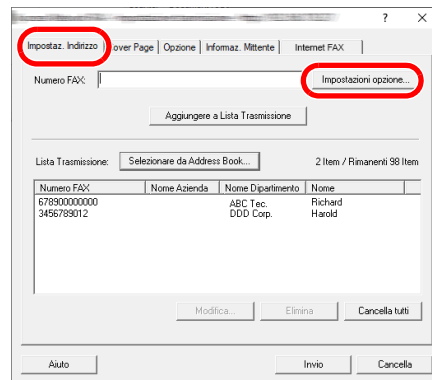 ? ×
Impostaz. Indirizzo over Page Opzione Informaz. Mittente Internet FAX
Numero FAX: Impostazioni opzione...
Aggiungere a Lista Trasmissione
Lista Trasmissione: Selezionare da Address Book... 2 Item / Rimanenti 98 Item
Numero FAX Nome Azienda Nome Dipartimento Nome
678900000000 ABC Tec. Richard
3456789012 DDD Corp. Harold
Modifica... Elimina Cancella tutti
Aiuto Invio Cancella